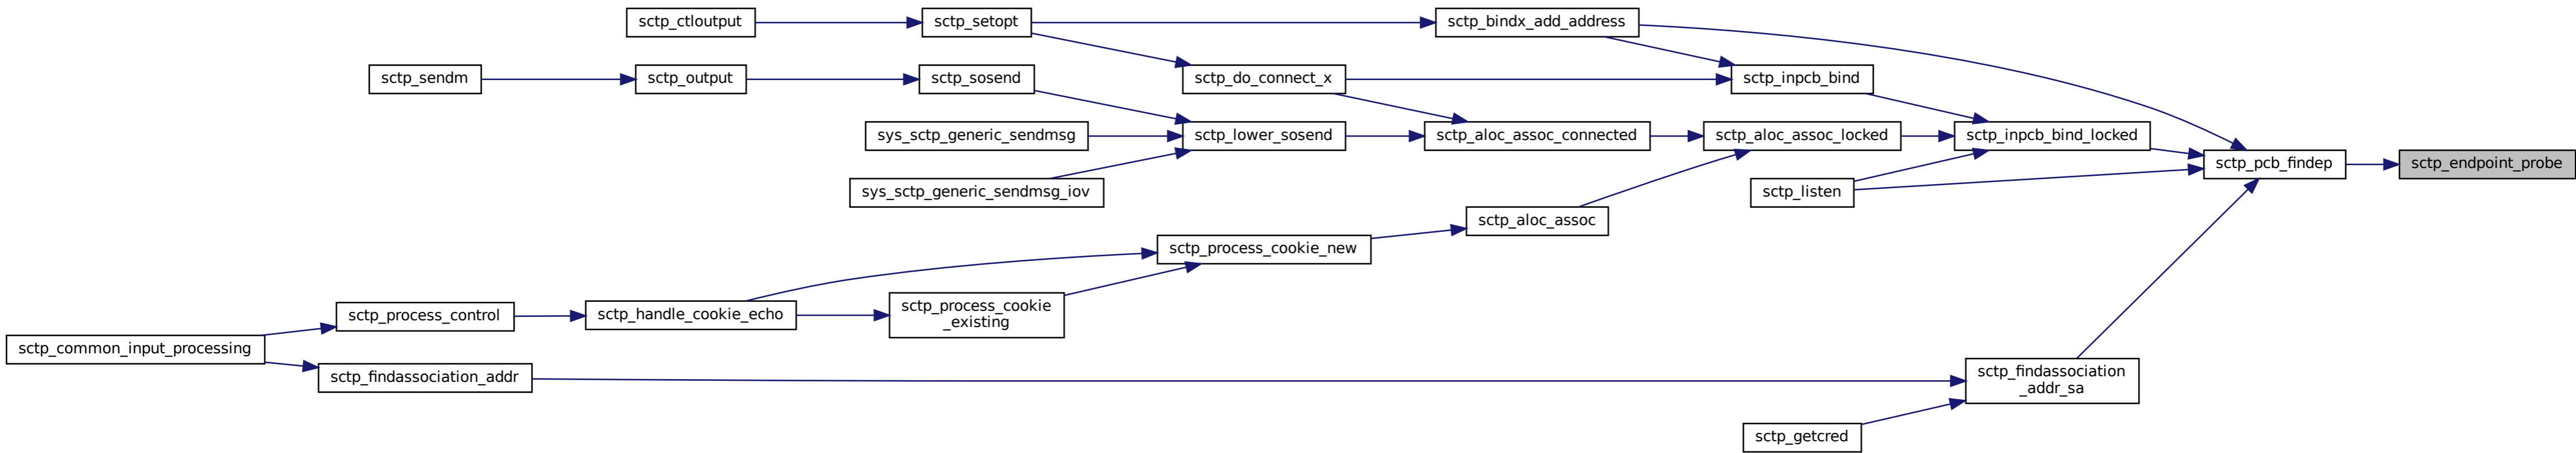 sctp_ctloutput
sctp_setopt
sctp_bindx_add_address
sctp_sendm
sctp_output
sctp_sosend
sctp_do_connect_x
sctp_inpcb_bind
sys_sctp_generic_sendmsg
sctp_lower_sosend
sctp_aloc_assoc_connected
sctp_aloc_assoc_locked
sctp_inpcb_bind_locked
sctp_pcb_findep
sctp_endpoint_probe
sys_sctp_generic_sendmsg_iov
sctp_listen
sctp_aloc_assoc
sctp_process_cookie_new
sctp_process_control
sctp_handle_cookie_echo
sctp_process_cookie
_existing
sctp_common_input_processing
sctp_findassociation_addr
sctp_findassociation
_addr_sa
sctp_getcred